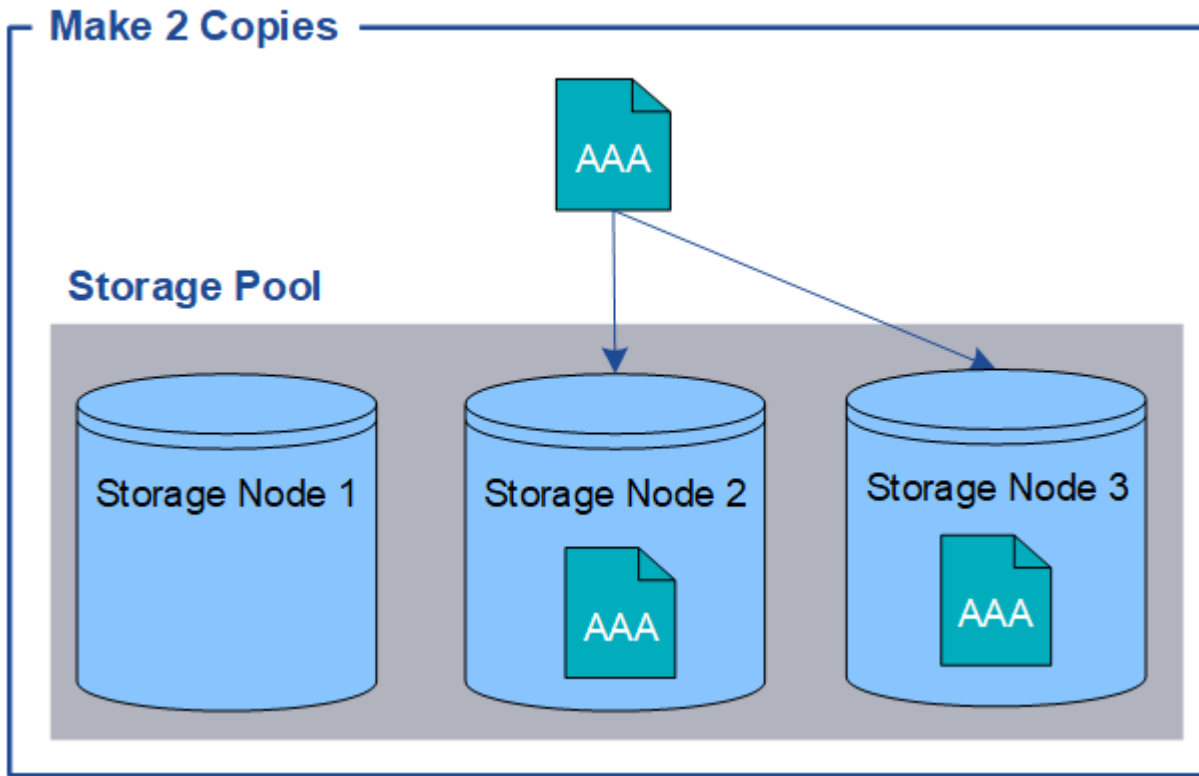 Make 2 Copies
AAA
Storage Pool
Storage Node 1
Storage Node 2
Storage Node 3
AAA
AAA